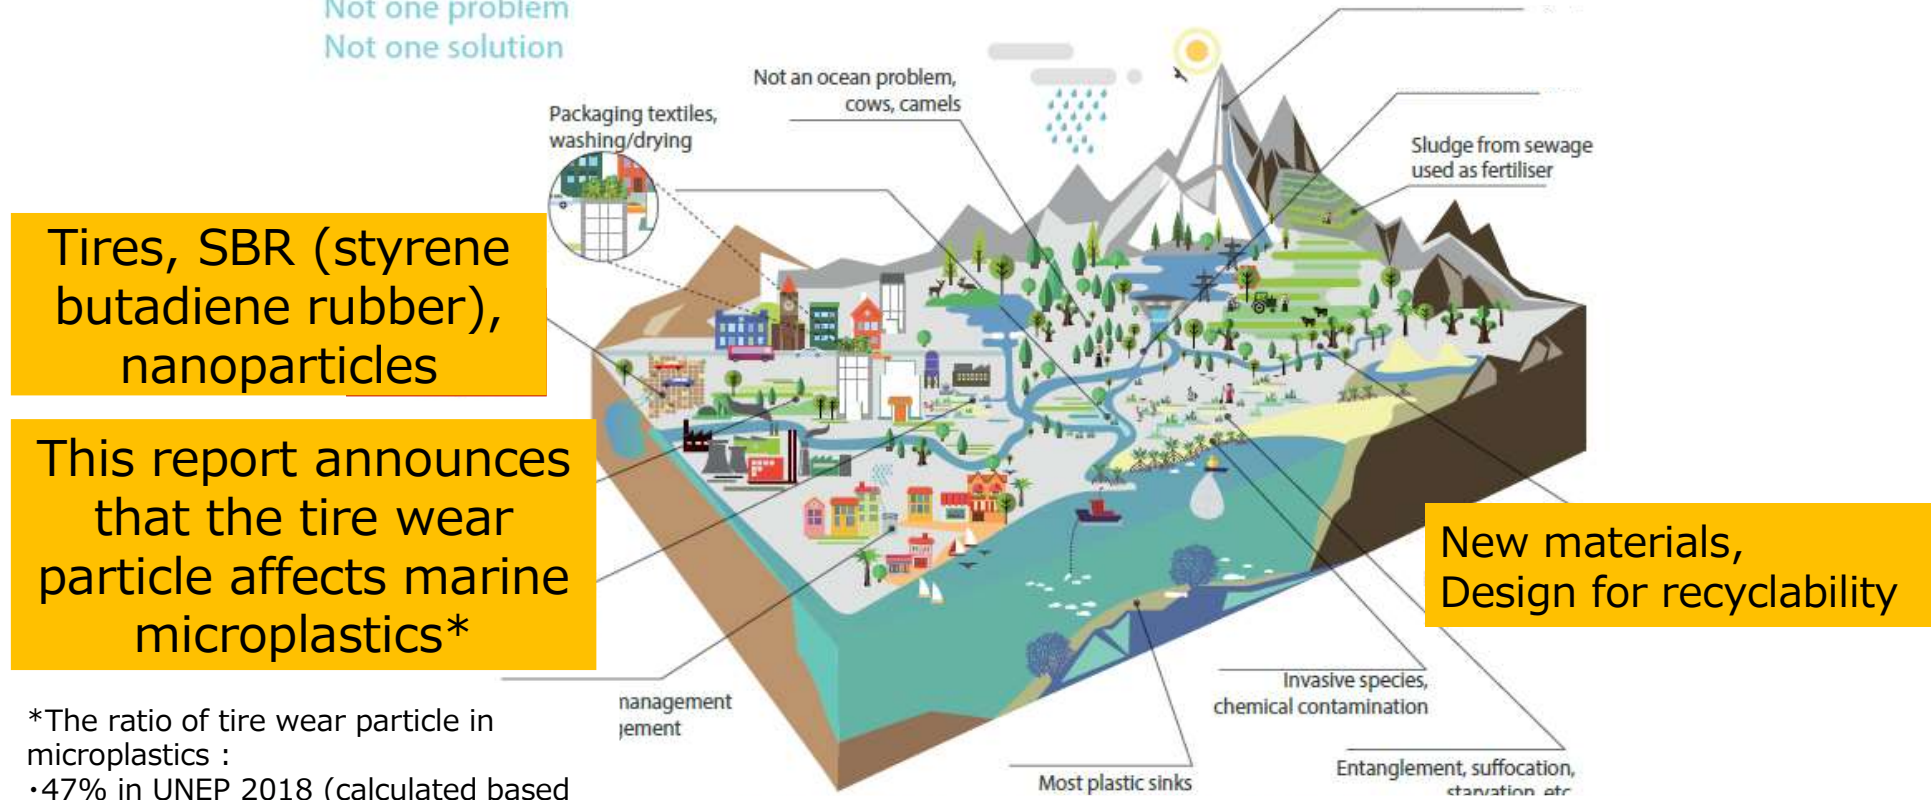 Not one problem
Not one solution
Not an ocean problem,
cows, camels
Packaging textiles,
washing/drying
Sludge from sewage
used as fertiliser
Tires, SBR (styrene
butadiene rubber),
nanoparticles
This report announces
that the tire wear
particle affects marine
microplastics*
New materials,
Design for recyclability
Invasive species,
chemical contamination
*The ratio of tire wear particle in
microplastics :
・47% in UNEP 2018 (calculated based
Most plastic sinks
Entanglement, suffocation,
starvation, etc.